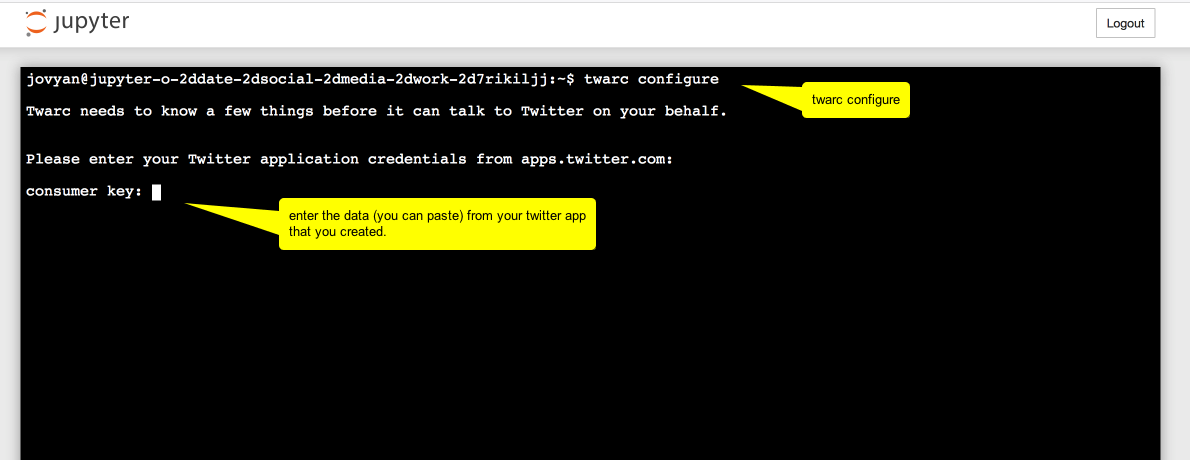 jupyter
Logout
jovyan@jupyter-o-2ddate-2dsocial-2dmedia-2dwork-2d7rikiljj:~$ twarc configure
twarc configure
Twarc needs to know a few things before it can talk to Twitter on your behalf.
Please enter your Twitter application credentials from apps.twitter.com:
consumer key:
enter the data (you can paste) from your twitter app
that you created.